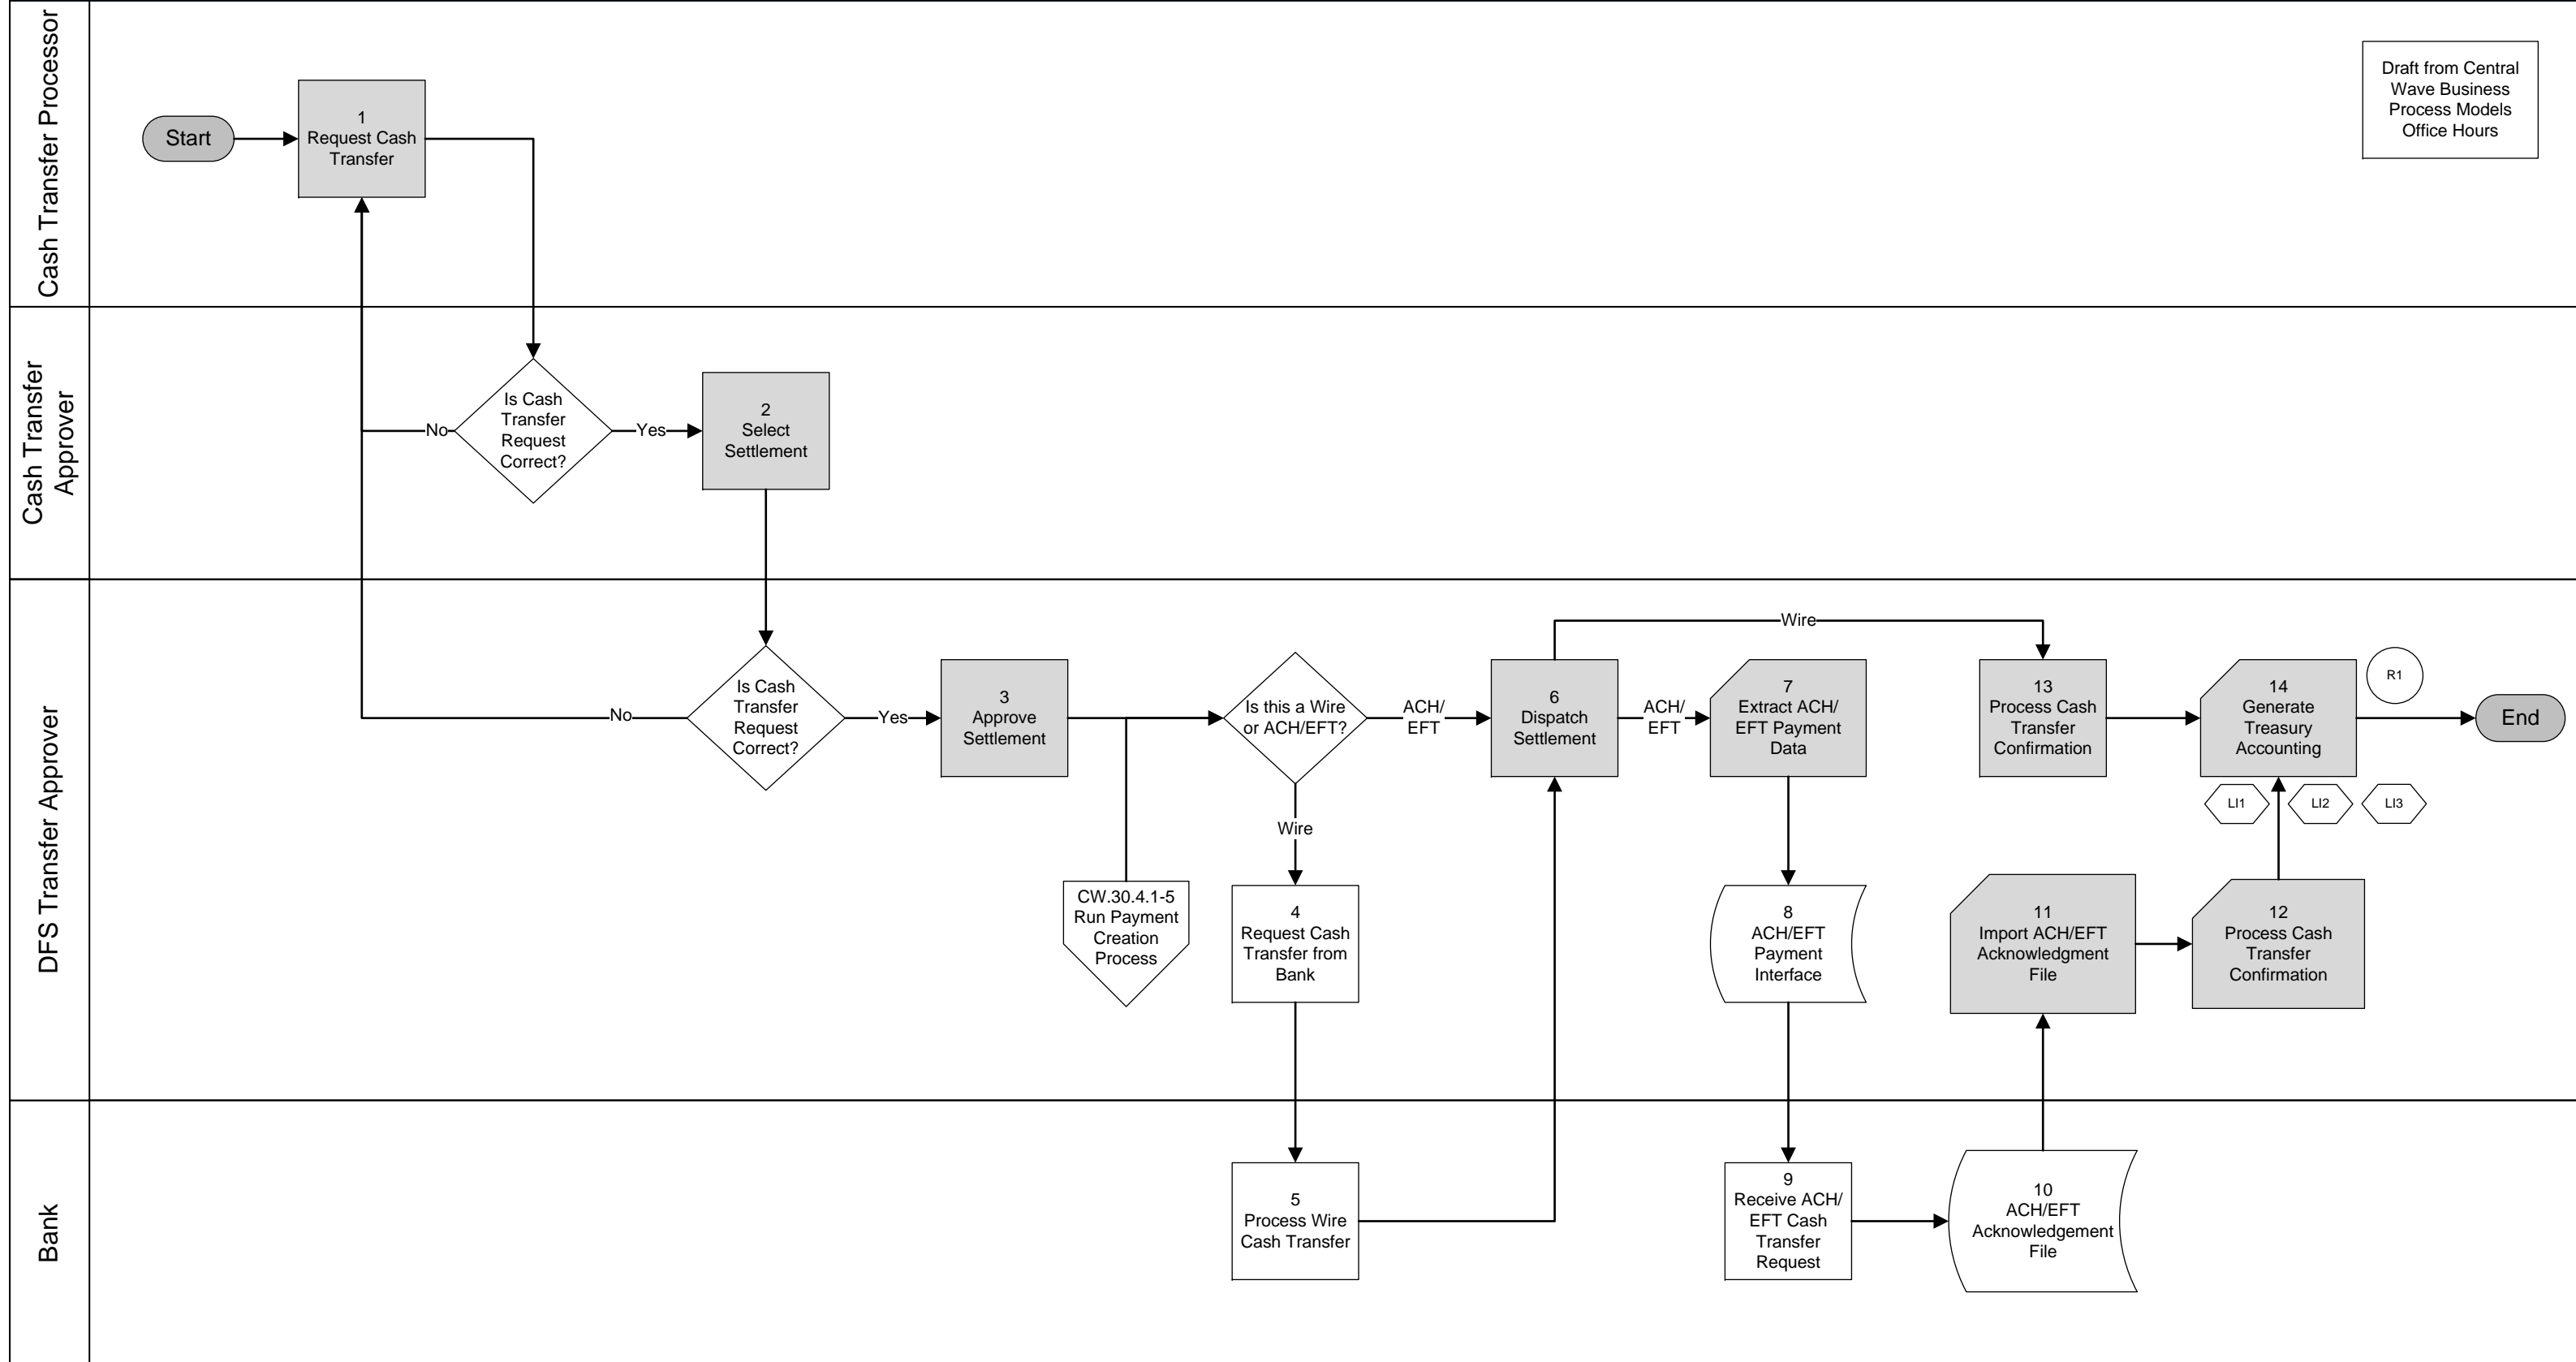 Cash Transfer Processor
Start
1
Request Cash
Transfer
Draft from Central
Wave Business
Process Models
Office Hours
Cash Transfer
Approver
Is Cash
Transfer
Request
Correct?
No
Yes
2
Select
Settlement
DFS Transfer Approver
Is Cash
Transfer
Request
Correct?
No
Yes
3
Approve
Settlement
CW.30.4.1-5
Run Payment
Creation
Process
Is this a Wire
or ACH/EFT?
ACH/
EFT
Wire
4
Request Cash
Transfer from
Bank
6
Dispatch
Settlement
Wire
ACH/
EFT
7
Extract ACH/
EFT Payment
Data
8
ACH/EFT
Payment
Interface
13
Process Cash
Transfer
Confirmation
14
Generate
Treasury
Accounting
R1
End
LI1
LI2
LI3
11
Import ACH/EFT
Acknowledgment
File
12
Process Cash
Transfer
Confirmation
Bank
5
Process Wire
Cash Transfer
9
Receive ACH/
EFT Cash
Transfer
Request
10
ACH/EFT
Acknowledgement
File